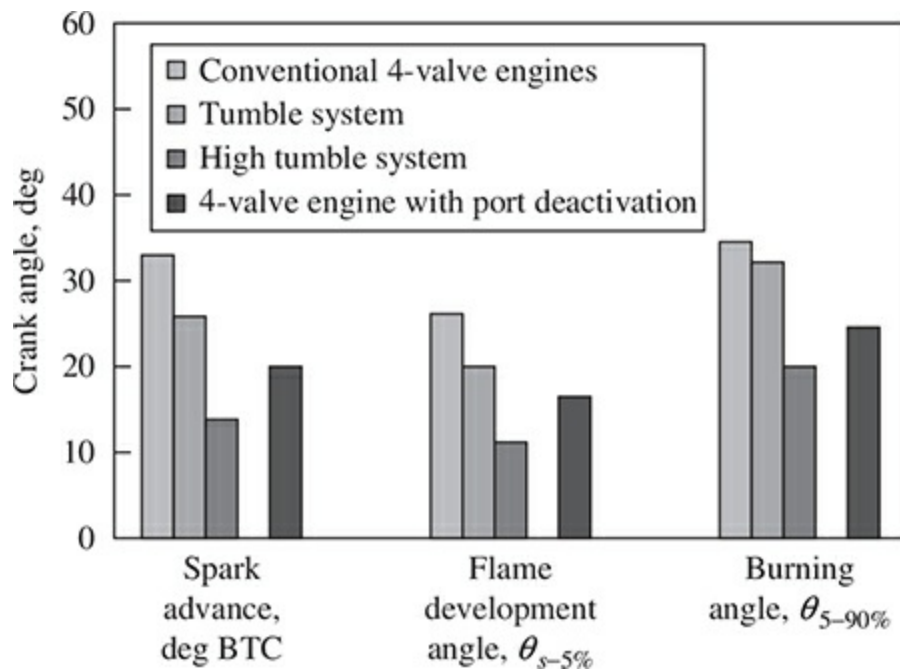 60
50
40
30
20
10
0
Crank angle, deg
Conventional 4-valve engines
Tumble system
High tumble system
4-valve engine with port deactivation
Spark
advance,
deg BTC
Flame
development
angle, θs–5%
Burning
angle, θ5–90%